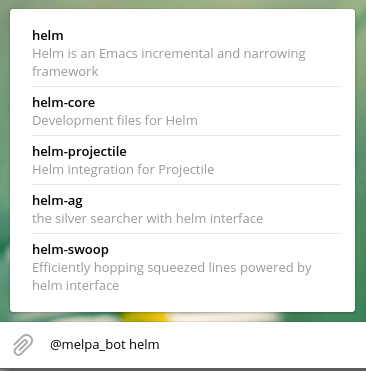 helm
Helm is an Emacs incremental and narrowing
framework
helm-core
Development files for Helm
helm-projectile
Helm integration for Projectile
helm-ag
the silver searcher with helm interface
helm-swoop
Efficiently hopping squeezed lines powered by
helm interface
@melpa_bot helm